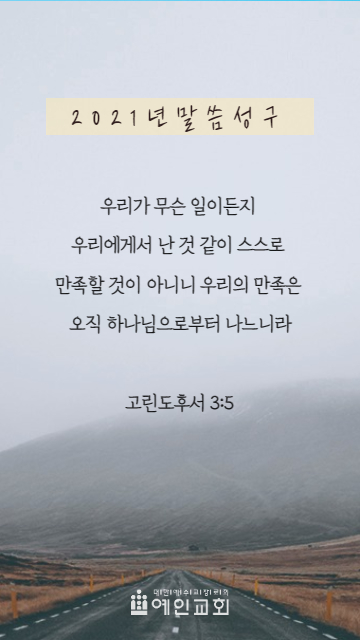 2021년말씀성구
우리가 무슨 일이든지
우리에게서 난 것 같이 스스로
만족할 것이 아니니 우리의 만족은
오직 하나님으로부터 나느니라
고린도후서 3:5
예인교회